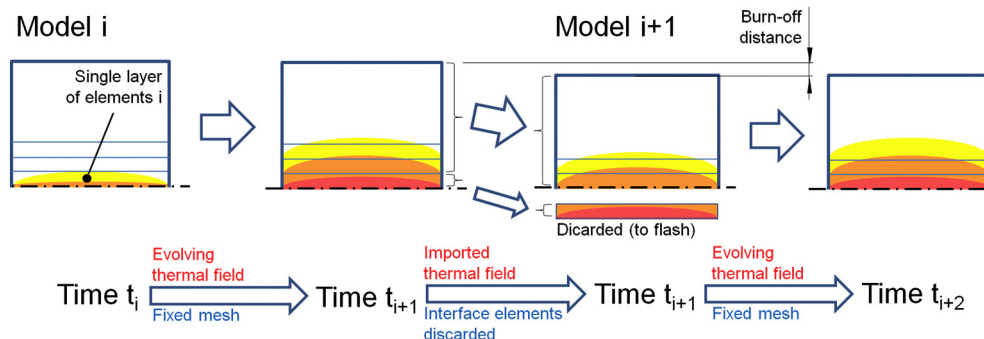 Model i
Model i+1
Burn-off
distance
Single layer
of elements i
Dicarded (to flash)
Evolving
thermal field
Imported
thermal field
Evolving
thermal field
Time ti
Time ti+1
Time ti+1
Time ti+2
Fixed mesh
Interface elements
discarded
Fixed mesh